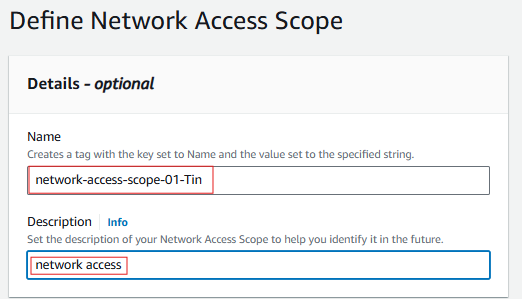 Define Network Access Scope
Details - optional
Name
Creates a tag with the key set to Name and the value set to the specified string.
network-access-scope-01-Tin
Description Info
Set the description of your Network Access Scope to help you identify it in the future.
network access